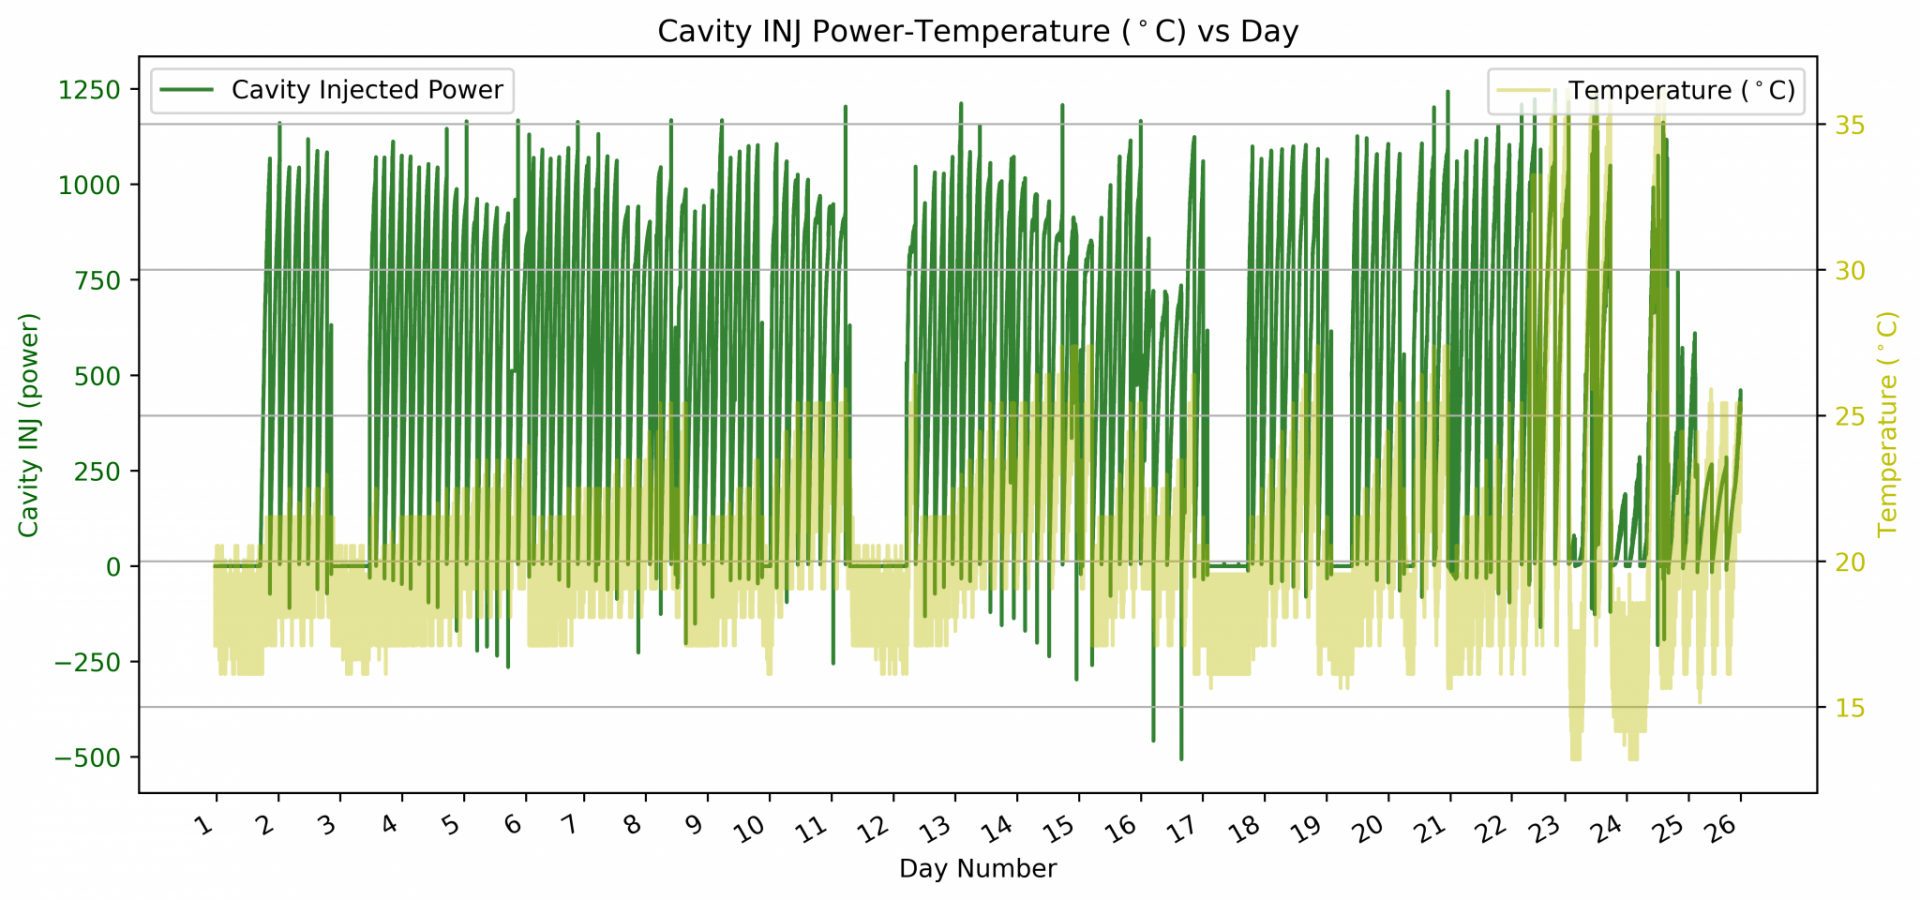 Cavity INJ Power-Temperature (°C) vs Day
Cavity Injected Power
Temperature (°C)
Cavity INJ (power)
1250
1000
750
500
250
0
−250
−500
35
30
25
20
15
Temperature (°C)
1 2 3 4 5 6 7 8 9 10 11 12 13 14 15 16 17 18 19 20 21 22 23 24 25 26
Day Number